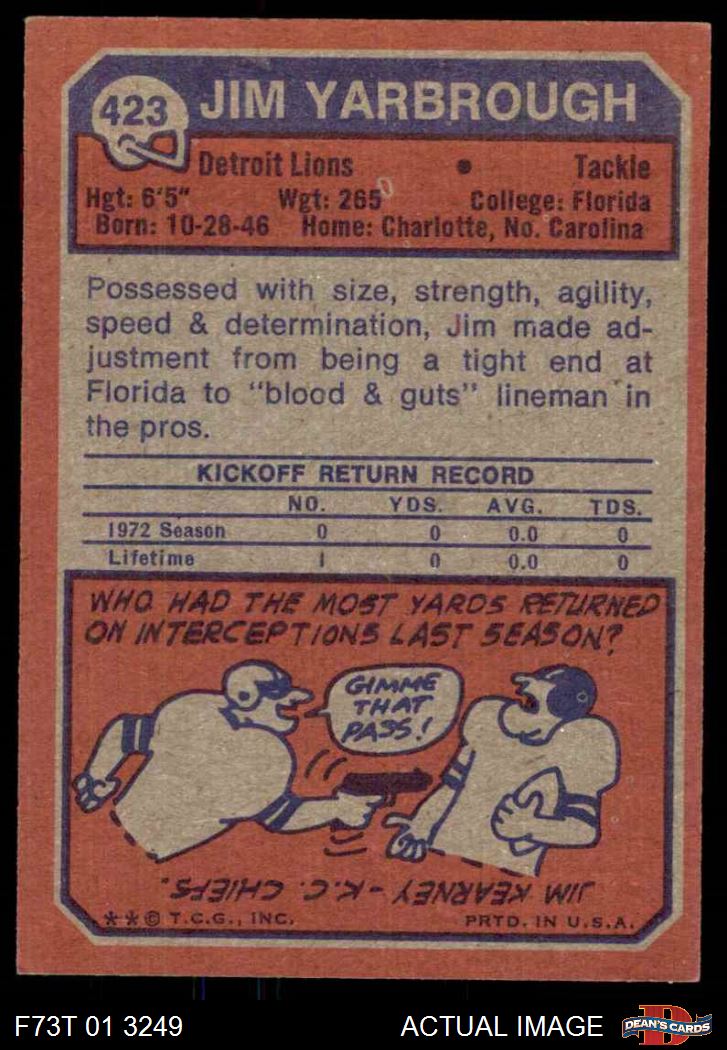 423 JIM YARBROUGH
Detroit Lions • Tackle
Hgt: 6'5" Wgt: 265 College: Florida
Born: 10-28-46 Home: Charlotte, No. Carolina
Possessed with size, strength, agility,
speed & determination, Jim made ad-
justment from being a tight end at
Florida to "blood & guts" lineman in
the pros.
KICKOFF RETURN RECORD
NO. YDS. AVG. TDS.
1972 Season 0 0 0.0 0
Lifetime 1 0 0.0 0
WHO HAD THE MOST YARDS RETURNED
ON INTERCEPTIONS LAST SEASON?
GIMME
THAT
PASS!
JIM KEARNEY - K.C. CHIEFS.
**© T.C.G., INC. PRTD. IN U.S.A.
F73T 01 3249 ACTUAL IMAGE
D
DEAN'S CARDS